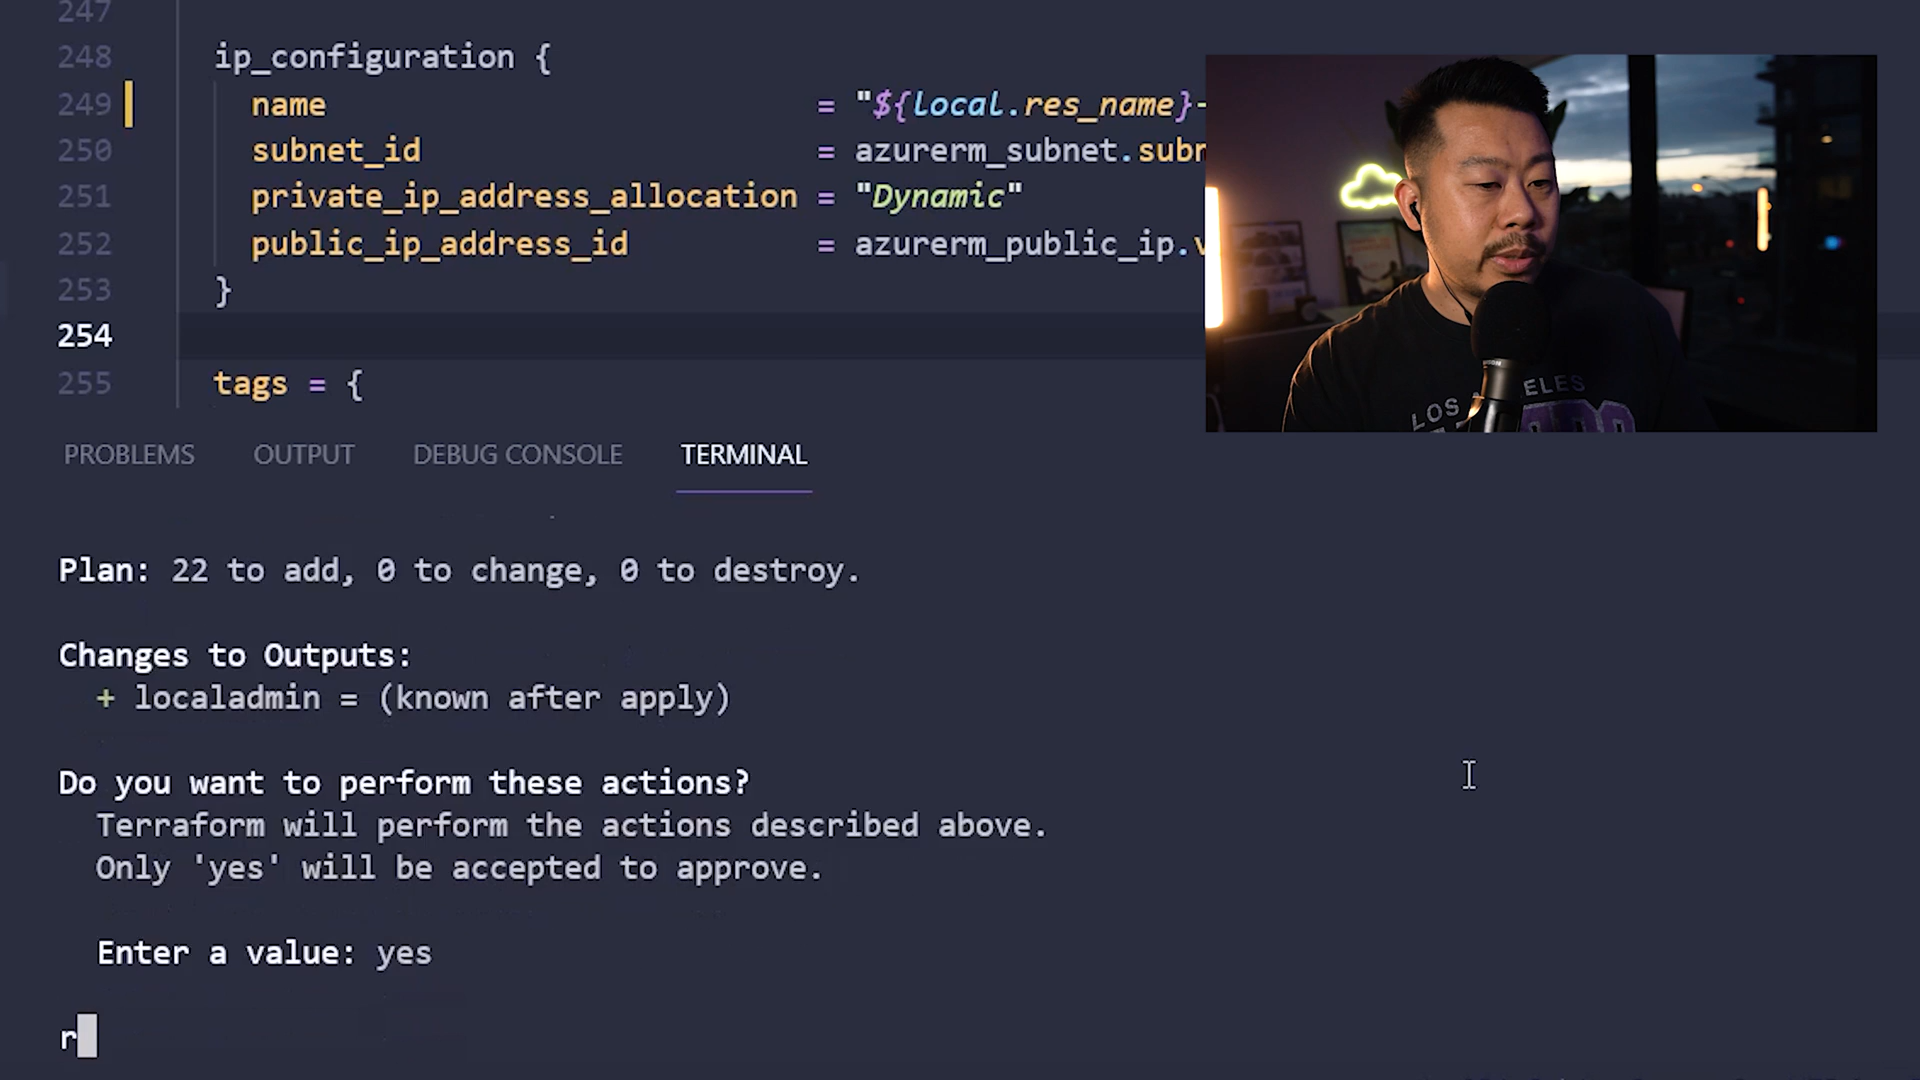 247
248 ip_configuration {
249 name = "${local.res_name}-
250 subnet_id = azurerm_subnet.subn
251 private_ip_address_allocation = "Dynamic"
252 public_ip_address_id = azurerm_public_ip.v
253 }
254
255 tags = {
LOS ELES
PROBLEMS OUTPUT DEBUG CONSOLE TERMINAL
Plan: 22 to add, 0 to change, 0 to destroy.
Changes to Outputs:
+ localadmin = (known after apply)
Do you want to perform these actions?
Terraform will perform the actions described above.
Only 'yes' will be accepted to approve.
Enter a value: yes
r